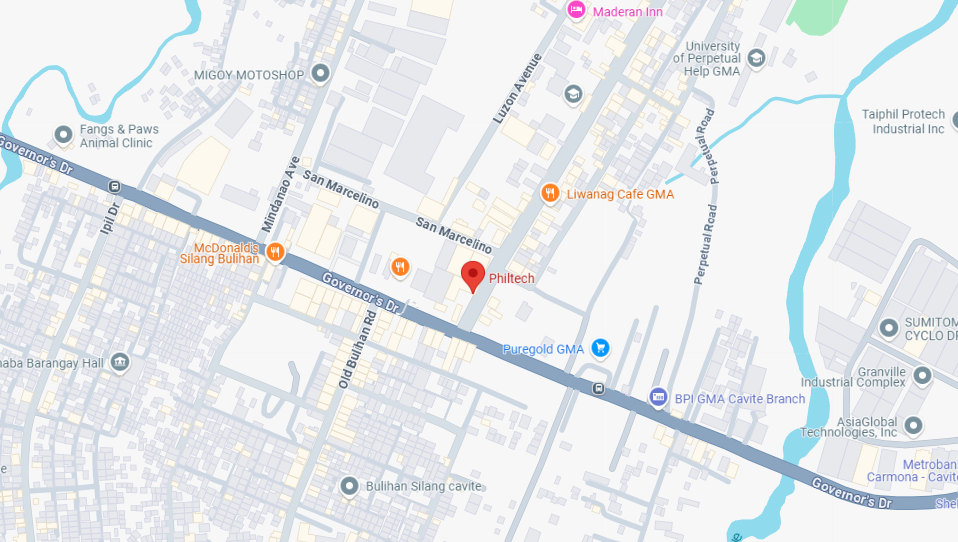 Maderan Inn
University
of Perpetual
Help GMA
MIGOY MOTOSHOP
Luzon Avenue
Taiphil Protech
Industrial Inc
Fangs & Paws
Animal Clinic
Governor's Dr
Perpetual Road
San Marcelino
Mindanao Ave
Liwanag Cafe GMA
Ipil Dr
San Marcelino
Perpetual Road
McDonald's
Silang Bulihan
Philtech
Governor's Dr
Old Bulihan Rd
SUMITOM
CYCLO DR
Puregold GMA
naba Barangay Hall
Granville
Industrial Complex
BPI GMA Cavite Branch
AsiaGlobal
Technologies, Inc
Metroban
Carmona - Cavite
Bulihan Silang cavite
Governor's Dr
Shel